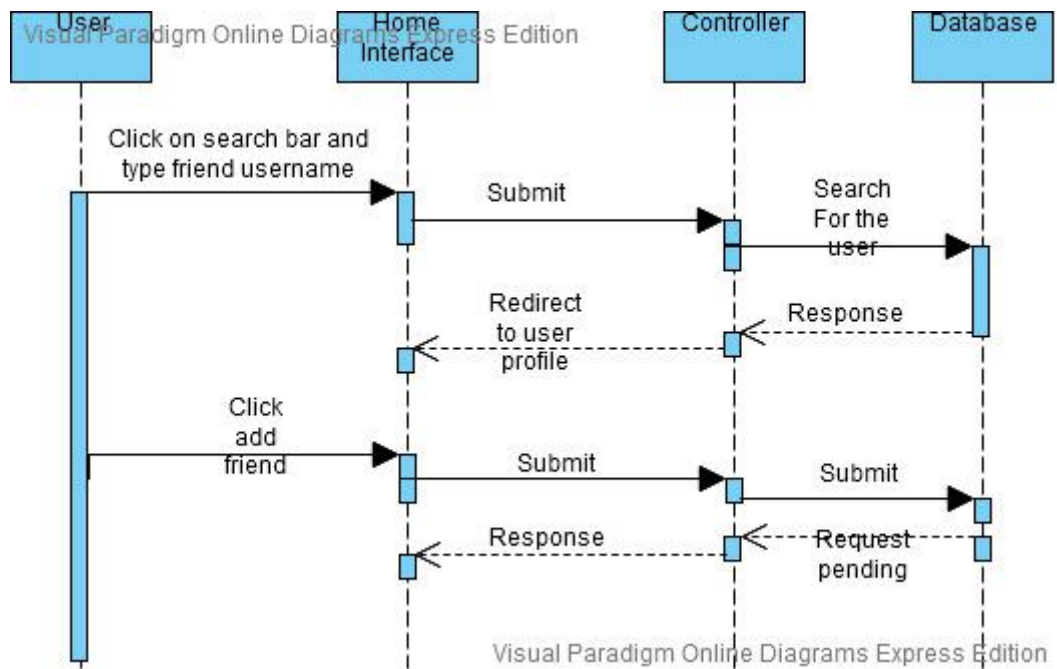 User
Home
Interface
Controller
Database
Visual Paradigm Online Diagrams Express Edition
Click on search bar and
type friend username
Submit
Search
For the
user
Response
Redirect
to user
profile
Click
add
friend
Submit
Submit
Request
pending
Response
Visual Paradigm Online Diagrams Express Edition